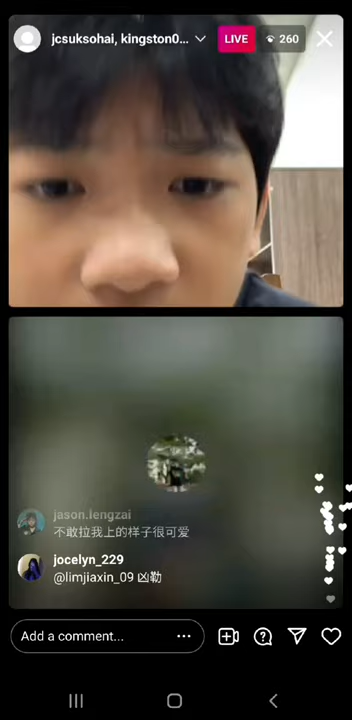 jcsuksohai, kingston0...
LIVE
260
jason.lengzai
不敢拉我上的样子很可爱
jocelyn_229
@limjiaxin_09 凶勒
Add a comment...